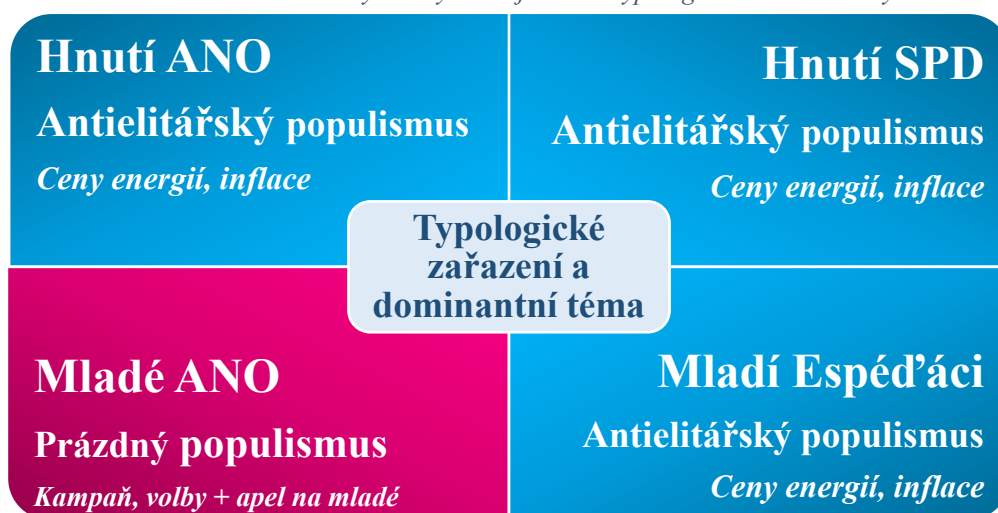 Hnutí ANO
Antielitářský populismus
Ceny energií, inflace
Hnutí SPD
Antielitářský populismus
Ceny energií, inflace
Typologické
zařazení a
dominantní téma
Mladé ANO
Prázdný populismus
Kampaň, volby + apel na mladé
Mladí Espéďáci
Antielitářský populismus
Ceny energií, inflace